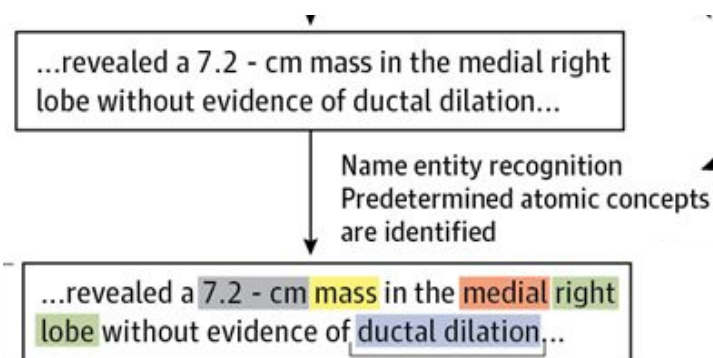 ...revealed a 7.2 - cm mass in the medial right
lobe without evidence of ductal dilation...
Name entity recognition
Predetermined atomic concepts
are identified
...revealed a 7.2 - cm mass in the medial right
lobe without evidence of ductal dilation...